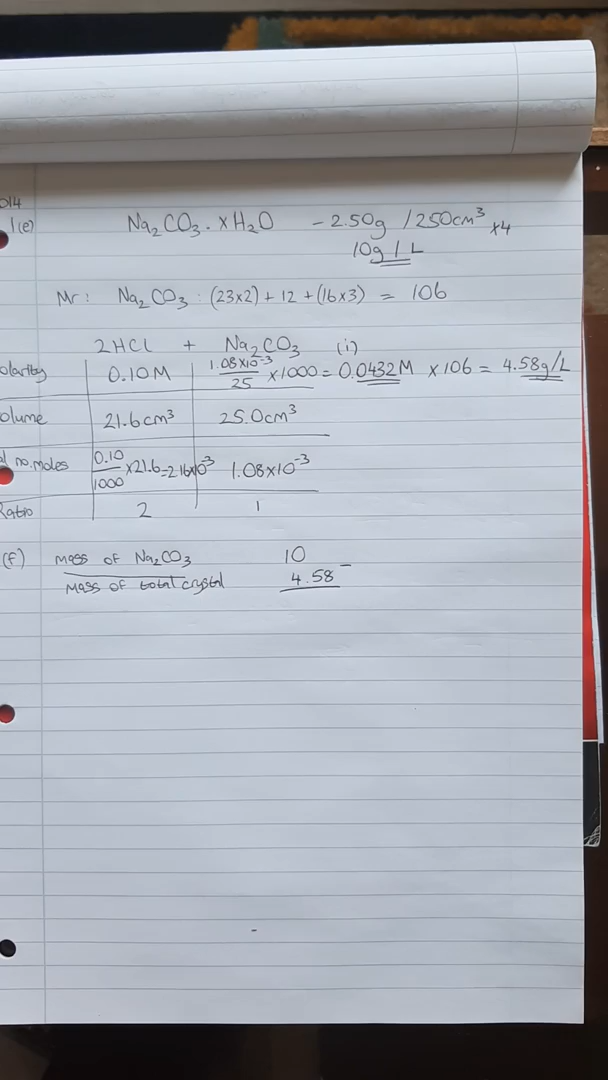 014
1(e) Na₂CO₃.xH₂O - 2.50g / 250cm³ x4
10g/L
Mr: Na₂CO₃: (23x2) + 12 + (16x3) = 106
2HCl + Na₂CO₃ (i)
olarity 0.10M 1.08x10⁻³/25 x1000 = 0.0432M x106 = 4.58g/L
olume 21.6cm³ 25.0cm³
no.moles 0.10/1000 x21.6=2.16x10⁻³ 1.08x10⁻³
Ratio 2 1
(f) mass of Na₂CO₃ 10 -
Mass of total crystal 4.58